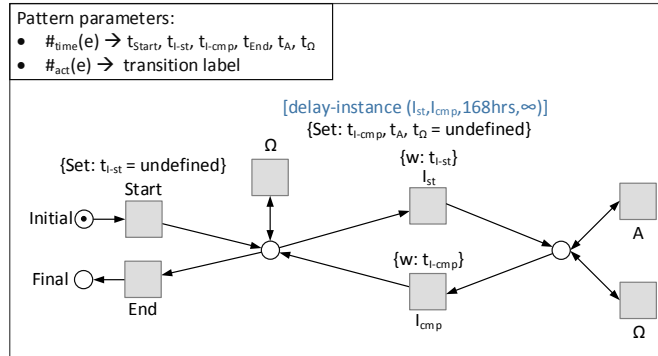 Pattern parameters:
• #time(e) → tStart, tI-st, tI-cmp, tEnd, tA, tΩ
• #act(e) → transition label
[delay-instance (Ist,Icmp,168hrs,∞)]
{Set: tI-cmp, tA, tΩ = undefined}
{Set: tI-st = undefined}
Ω
{w: tI-st}
Start
Ist
Initial
A
{w: tI-cmp}
Final
End
Icmp
Ω